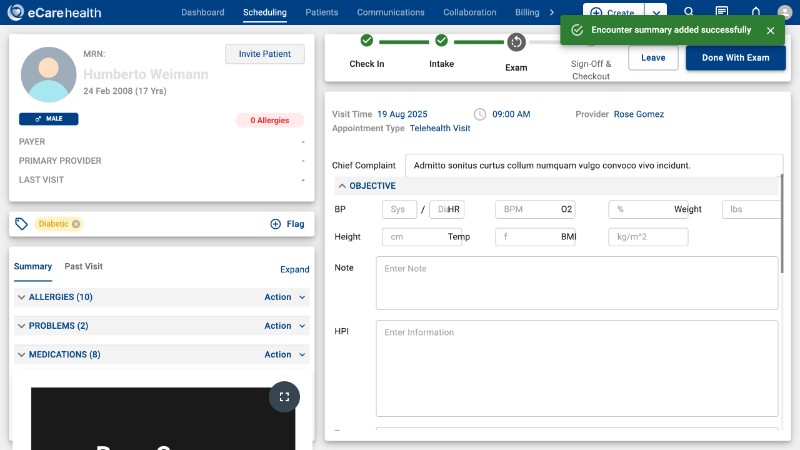 eCarehealth
Dashboard
Scheduling
Patients
Communications
Collaboration
Billing
Create
Encounter summary added successfully
MRN:
Invite Patient
Humberto Weimann
24 Feb 2008 (17 Yrs)
MALE
0 Allergies
PAYER
-
PRIMARY PROVIDER
-
LAST VISIT
-
Diabetic
Flag
Summary
Past Visit
Expand
ALLERGIES (10)
Action
PROBLEMS (2)
Action
MEDICATIONS (8)
Action
Check In
Intake
Exam
Sign-Off &
Checkout
Leave
Done With Exam
Visit Time 19 Aug 2025
09:00 AM
Provider Rose Gomez
Appointment Type Telehealth Visit
Chief Complaint
Admitto sonitus curtus collum numquam vulgo convoco vivo incidunt.
OBJECTIVE
BP
Sys
/
HR
BPM
O2
%
Weight
lbs
Height
cm
Temp
f
BMI
kg/m^2
Note
Enter Note
HPI
Enter Information